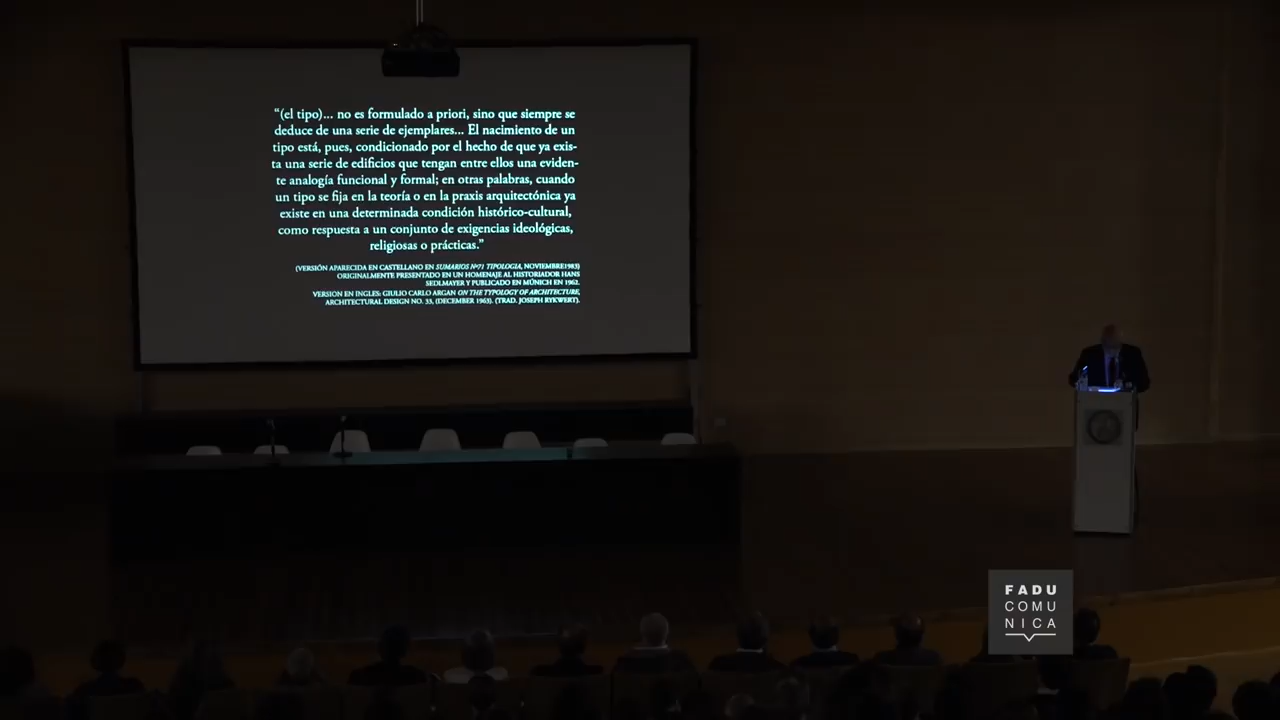 “(el tipo)... no es formulado a priori, sino que siempre se
deduce de una serie de ejemplares... El nacimiento de un
tipo está, pues, condicionado por el hecho de que ya exis-
ta una serie de edificios que tengan entre ellos una eviden-
te analogía funcional y formal; en otras palabras, cuando
un tipo se fija en la teoría o en la praxis arquitectónica ya
existe en una determinada condición histórico-cultural,
como respuesta a un conjunto de exigencias ideológicas,
religiosas o prácticas.”
(VERSIÓN APARECIDA EN CASTELLANO EN SUMARIOS Nº71 TIPOLOGIA, NOVIEMBRE1983)
ORIGINALMENTE PRESENTADO EN UN HOMENAJE AL HISTORIADOR HANS
SEDLMAYER Y PUBLICADO EN MÚNICH EN 1962.
VERSION EN INGLES: GIULIO CARLO ARGAN ON THE TYPOLOGY OF ARCHITECTURE,
ARCHITECTURAL DESIGN NO. 33, (DECEMBER 1963). (TRAD. JOSEPH RYKWERT).
FADU
COMU
NICA